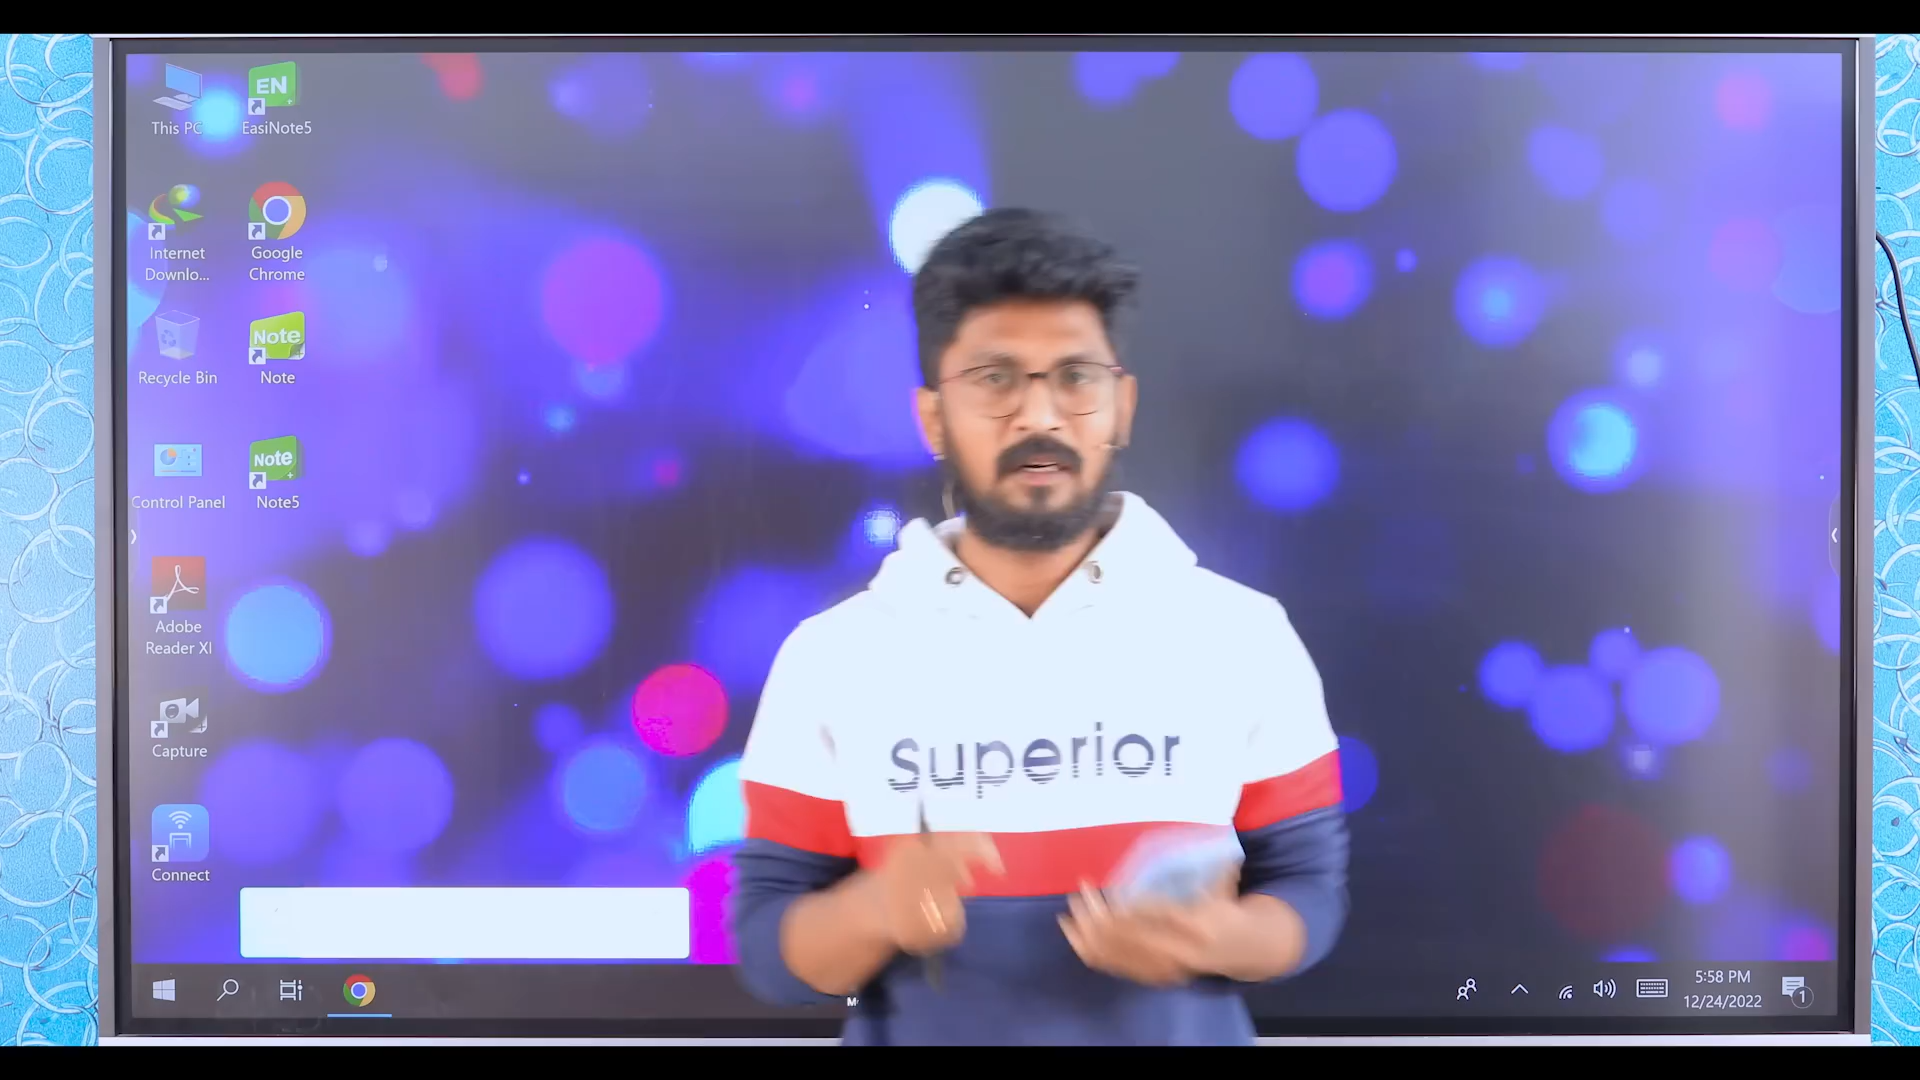 This PC
EN
EasiNote5
Internet
Downlo...
Google
Chrome
Recycle Bin
Note
Note
Control Panel
Note
Note5
Adobe
Reader XI
Capture
Connect
Superior
5:58 PM
12/24/2022
1